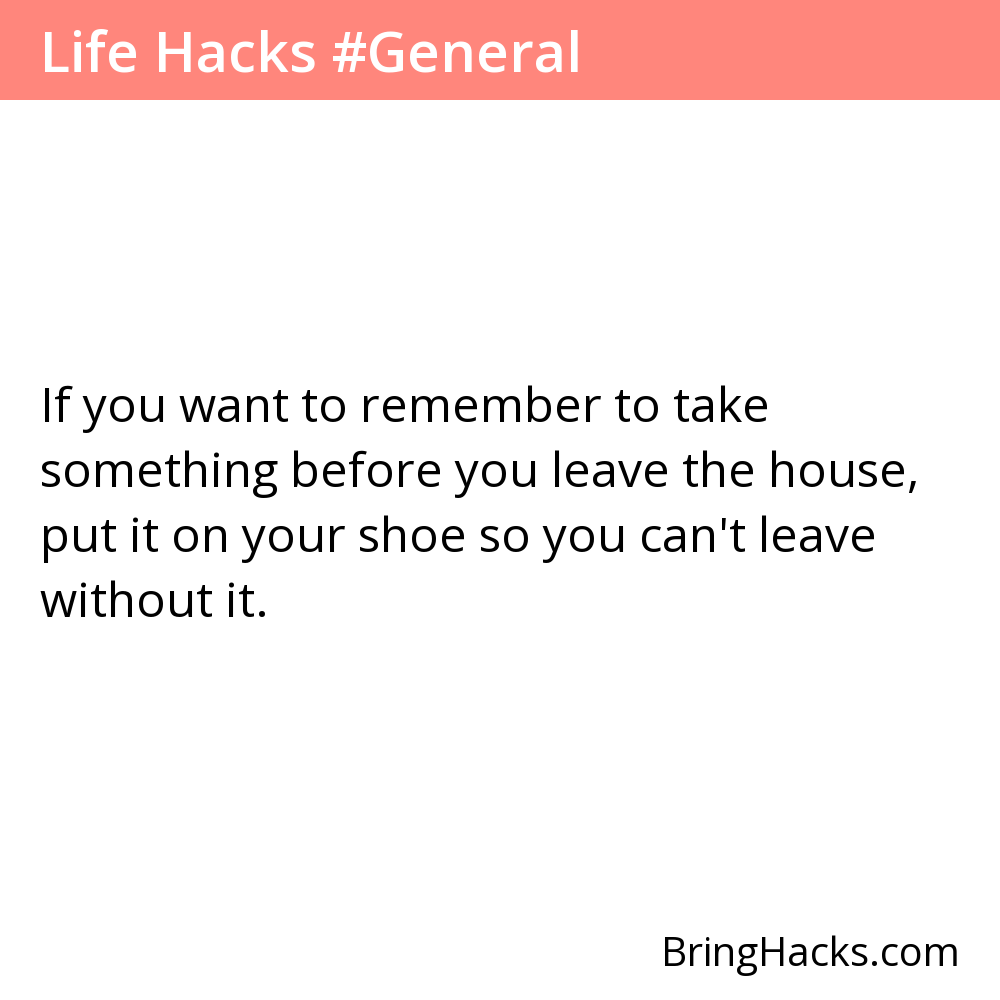 Life Hacks #General
If you want to remember to take
something before you leave the house,
put it on your shoe so you can't leave
without it.
BringHacks.com